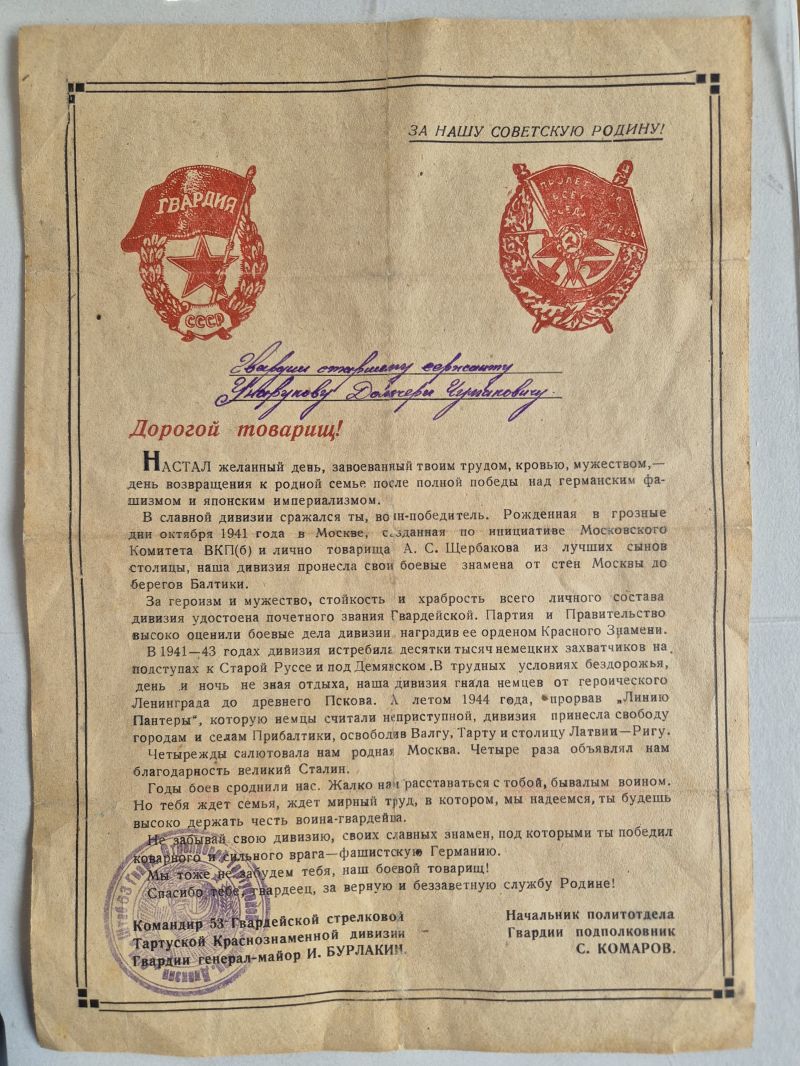 ЗА НАШУ СОВЕТСКУЮ РОДИНУ!
ГВАРДИЯ
СССР
Гвардии старшему сержанту
Дорогой товарищ!
НАСТАЛ желанный день, завоеванный твоим трудом, кровью, мужеством,—
день возвращения к родной семье после полной победы над германским фа-
шизмом и японским империализмом.
В славной дивизии сражался ты, воин-победитель. Рожденная в грозные
дни октября 1941 года в Москве, созданная по инициативе Московского
Комитета ВКП(б) и лично товарища А. С. Щербакова из лучших сынов
столицы, наша дивизия пронесла свои боевые знамена от стен Москвы до
берегов Балтики.
За героизм и мужество, стойкость и храбрость всего личного состава
дивизия удостоена почетного звания Гвардейской. Партия и Правительство
высоко оценили боевые дела дивизии, наградив ее орденом Красного Знамени.
В 1941—43 годах дивизия истребила десятки тысяч немецких захватчиков на
подступах к Старой Руссе и под Демянском. В трудных условиях бездорожья,
день и ночь не зная отдыха, наша дивизия гнала немцев от героического
Ленинграда до древнего Пскова. А летом 1944 года, прорвав „Линию
Пантеры“, которую немцы считали неприступной, дивизия принесла свободу
городам и селам Прибалтики, освободив Валгу, Тарту и столицу Латвии—Ригу.
Четырежды салютовала нам родная Москва. Четыре раза объявлял нам
благодарность великий Сталин.
Годы боев сроднили нас. Жалко нам расставаться с тобой, бывалым воином.
Но тебя ждет семья, ждет мирный труд, в котором, мы надеемся, ты будешь
высоко держать честь воина-гвардейца.
Не забывай свою дивизию, своих славных знамен, под которыми ты победил
коварного и сильного врага—фашистскую Германию.
Мы тоже не забудем тебя, наш боевой товарищ!
Спасибо тебе, гвардеец, за верную и беззаветную службу Родине!
Командир 53 Гвардейской стрелковой
Тартуской Краснознаменной дивизии
Гвардии генерал-майор И. БУРЛАКИН.
Начальник политотдела
Гвардии подполковник
С. КОМАРОВ.